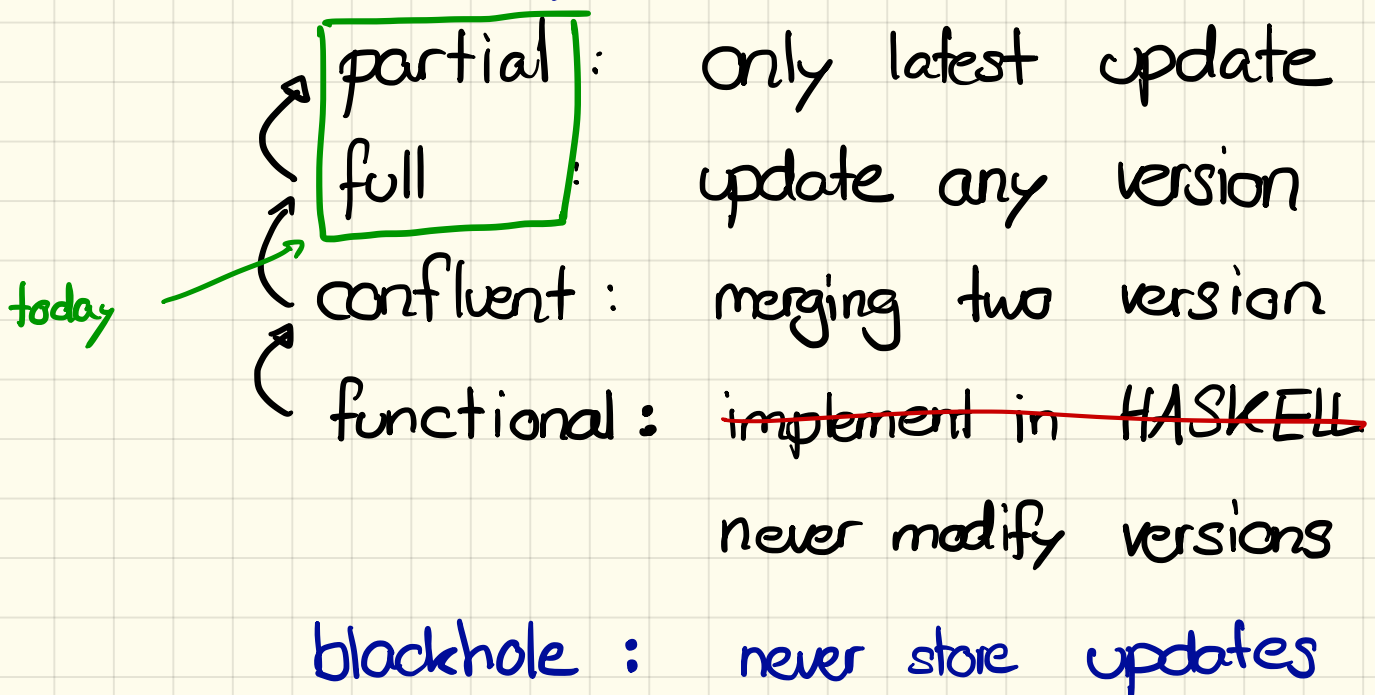 partial : only latest update
full : update any version
today
confluent : merging two version
functional : implement in HASKELL
never modify versions
blackhole : never store updates